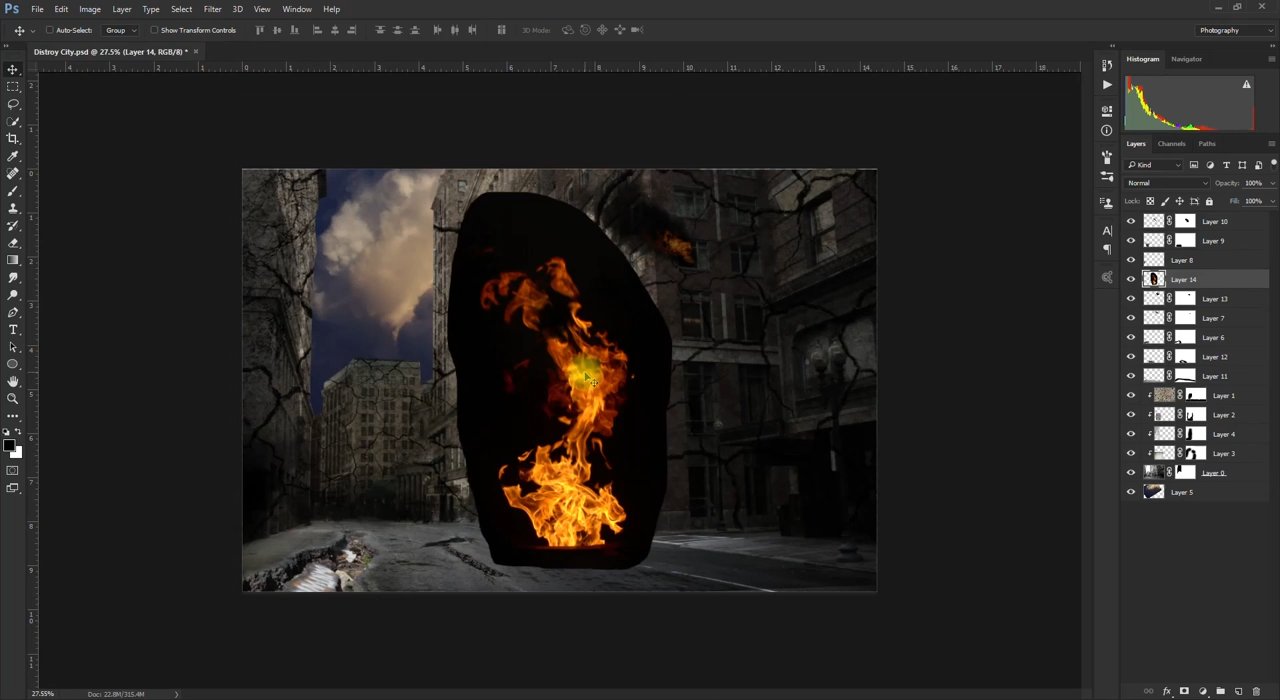 Ps File Edit Image Layer Type Select Filter 3D View Window Help
Auto-Select: Group Show Transform Controls 3D Mode: Photography
Distroy City.psd @ 27.5% (Layer 14, RGB/8) *
Histogram Navigator
Layers Channels Paths
Kind
Normal Opacity: 100%
Lock: Fill: 100%
Layer 10
Layer 9
Layer 8
Layer 14
Layer 13
Layer 7
Layer 6
Layer 12
Layer 11
Layer 1
Layer 2
Layer 4
Layer 3
Layer 0
Layer 5
27.55% Doc: 22.8M/315.4M